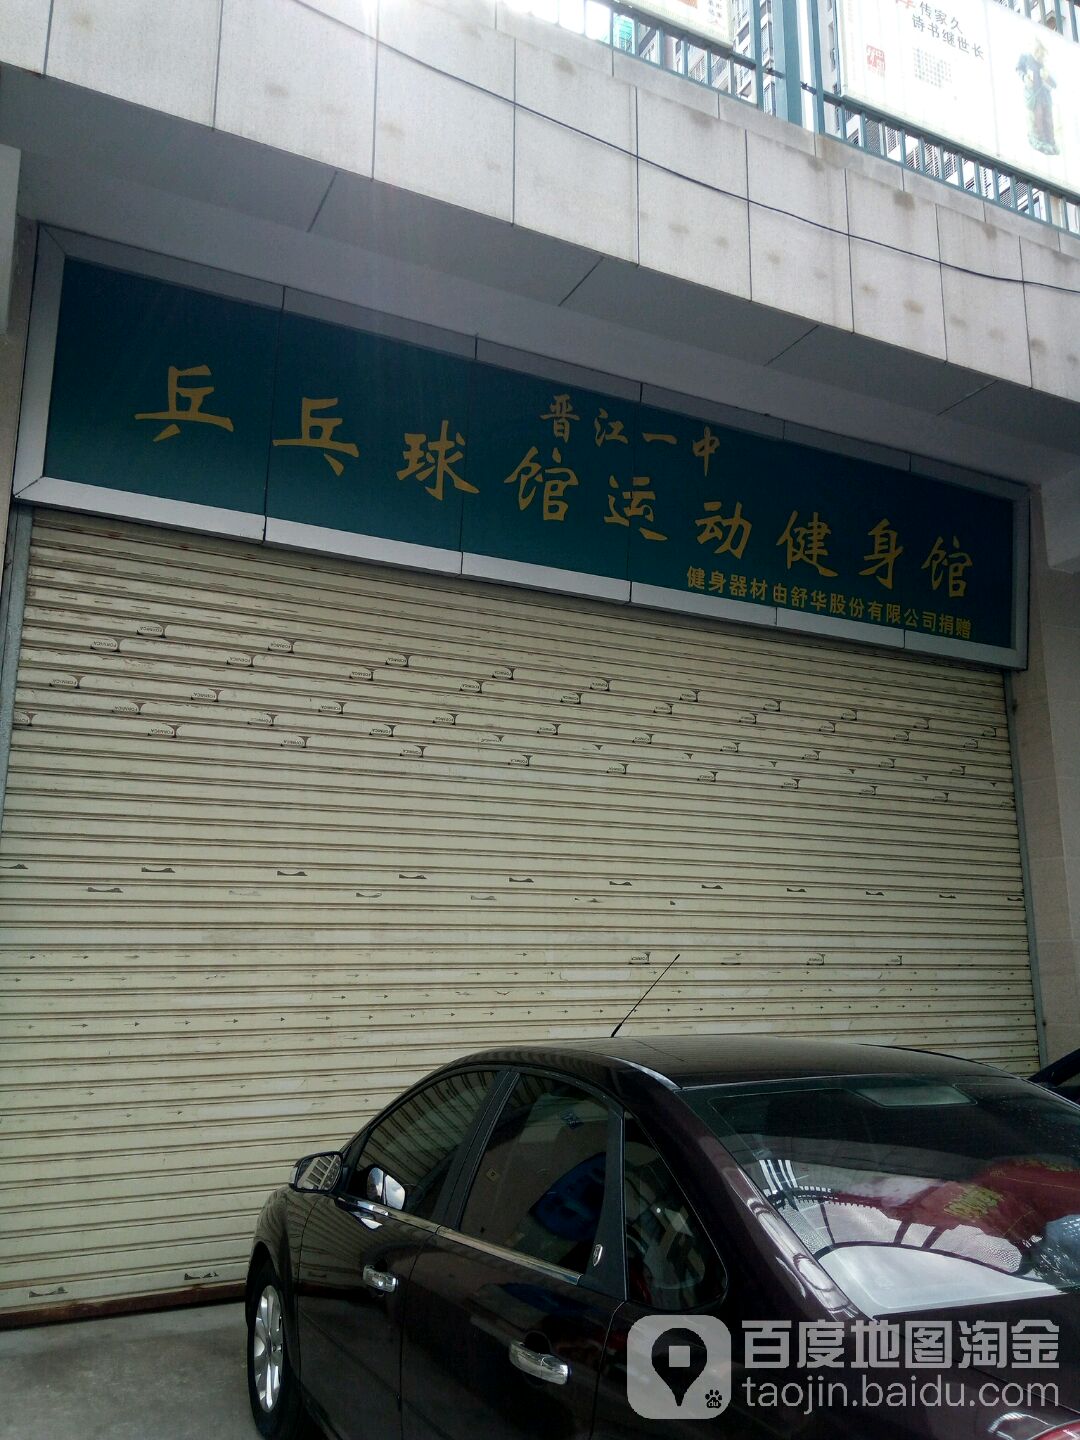 传家久
诗书继世长
晋江一中
乒乓球馆运动健身馆
健身器材由舒华股份有限公司捐赠
FORMICA
百度地图淘金
taojin.baidu.com